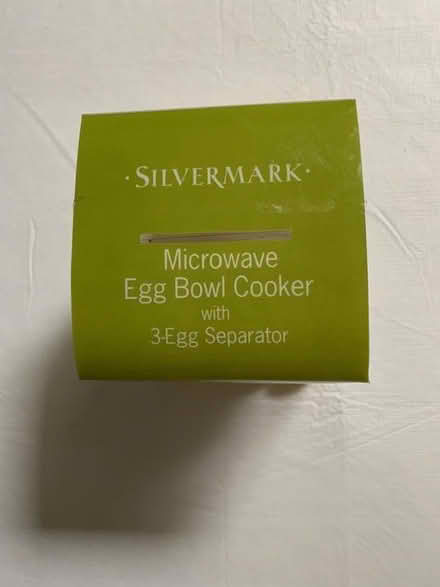 · SILVERMARK ·
Microwave
Egg Bowl Cooker
with
3-Egg Separator